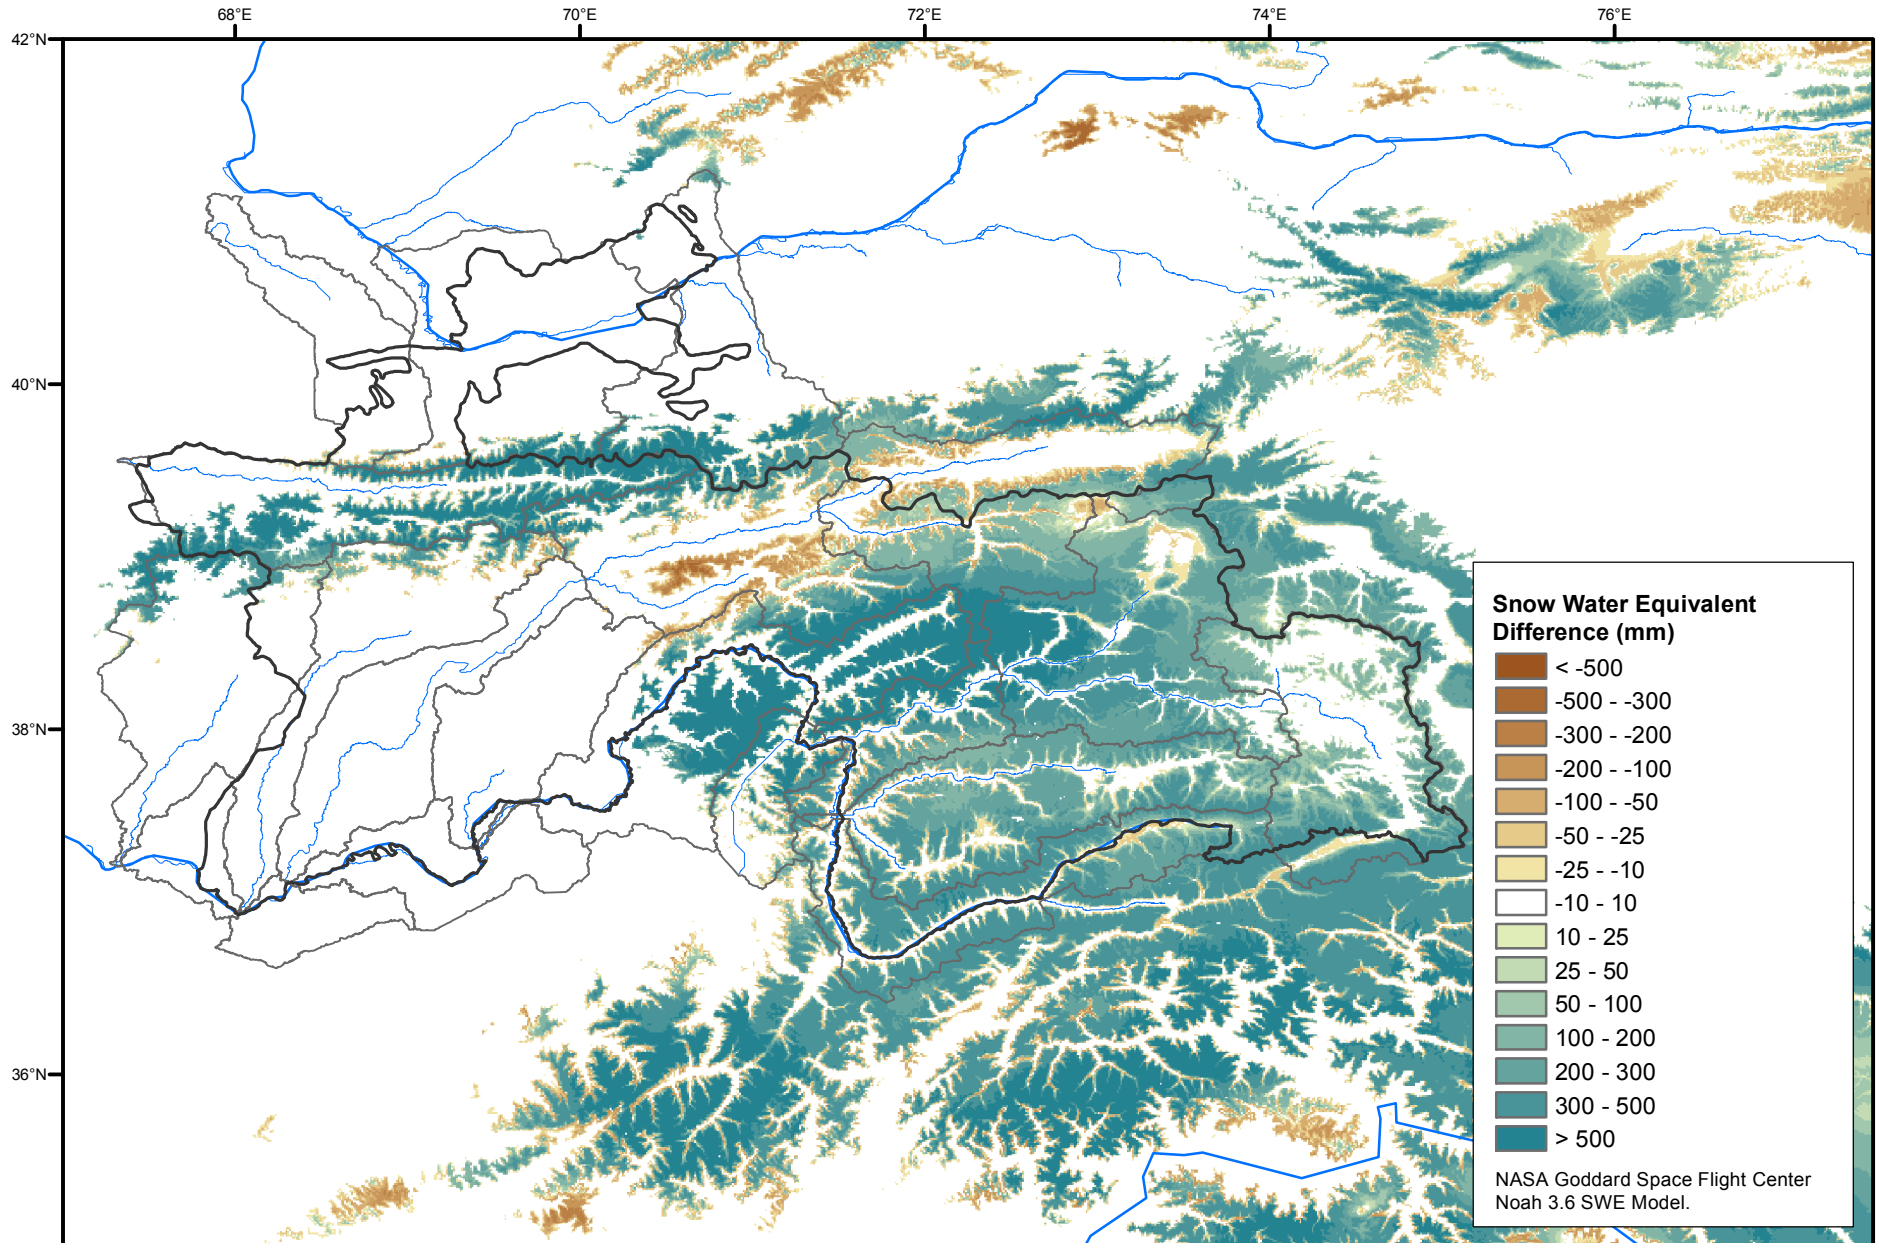 68°E 70°E 72°E 74°E 76°E
42°N
40°N
38°N
36°N
Snow Water Equivalent
Difference (mm)
< -500
-500 - -300
-300 - -200
-200 - -100
-100 - -50
-50 - -25
-25 - -10
-10 - 10
10 - 25
25 - 50
50 - 100
100 - 200
200 - 300
300 - 500
> 500
NASA Goddard Space Flight Center
Noah 3.6 SWE Model.